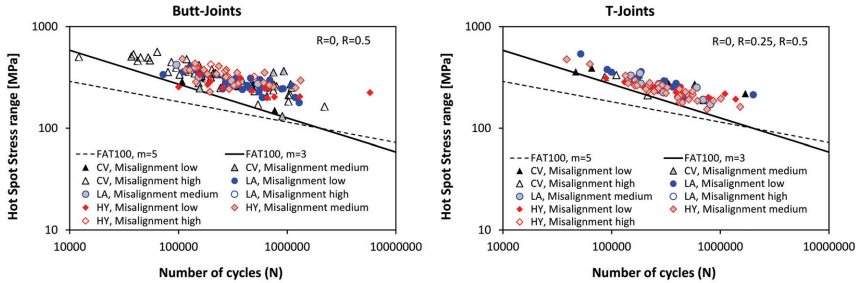 Butt-Joints
Hot Spot Stress range [MPa]
1000
100
10
R=0, R=0.5
FAT100, m=5
FAT100, m=3
CV, Misalignment low
CV, Misalignment medium
CV, Misalignment high
LA, Misalignment low
LA, Misalignment medium
LA, Misalignment high
HY, Misalignment low
HY, Misalignment medium
HY, Misalignment high
10000
100000
1000000
10000000
Number of cycles (N)
T-Joints
Hot Spot Stress range [MPa]
1000
100
10
R=0, R=0.25, R=0.5
FAT100, m=5
FAT100, m=3
CV, Misalignment low
CV, Misalignment medium
CV, Misalignment high
LA, Misalignment low
LA, Misalignment medium
LA, Misalignment high
HY, Misalignment low
HY, Misalignment medium
HY, Misalignment high
10000
100000
1000000
10000000
Number of cycles (N)